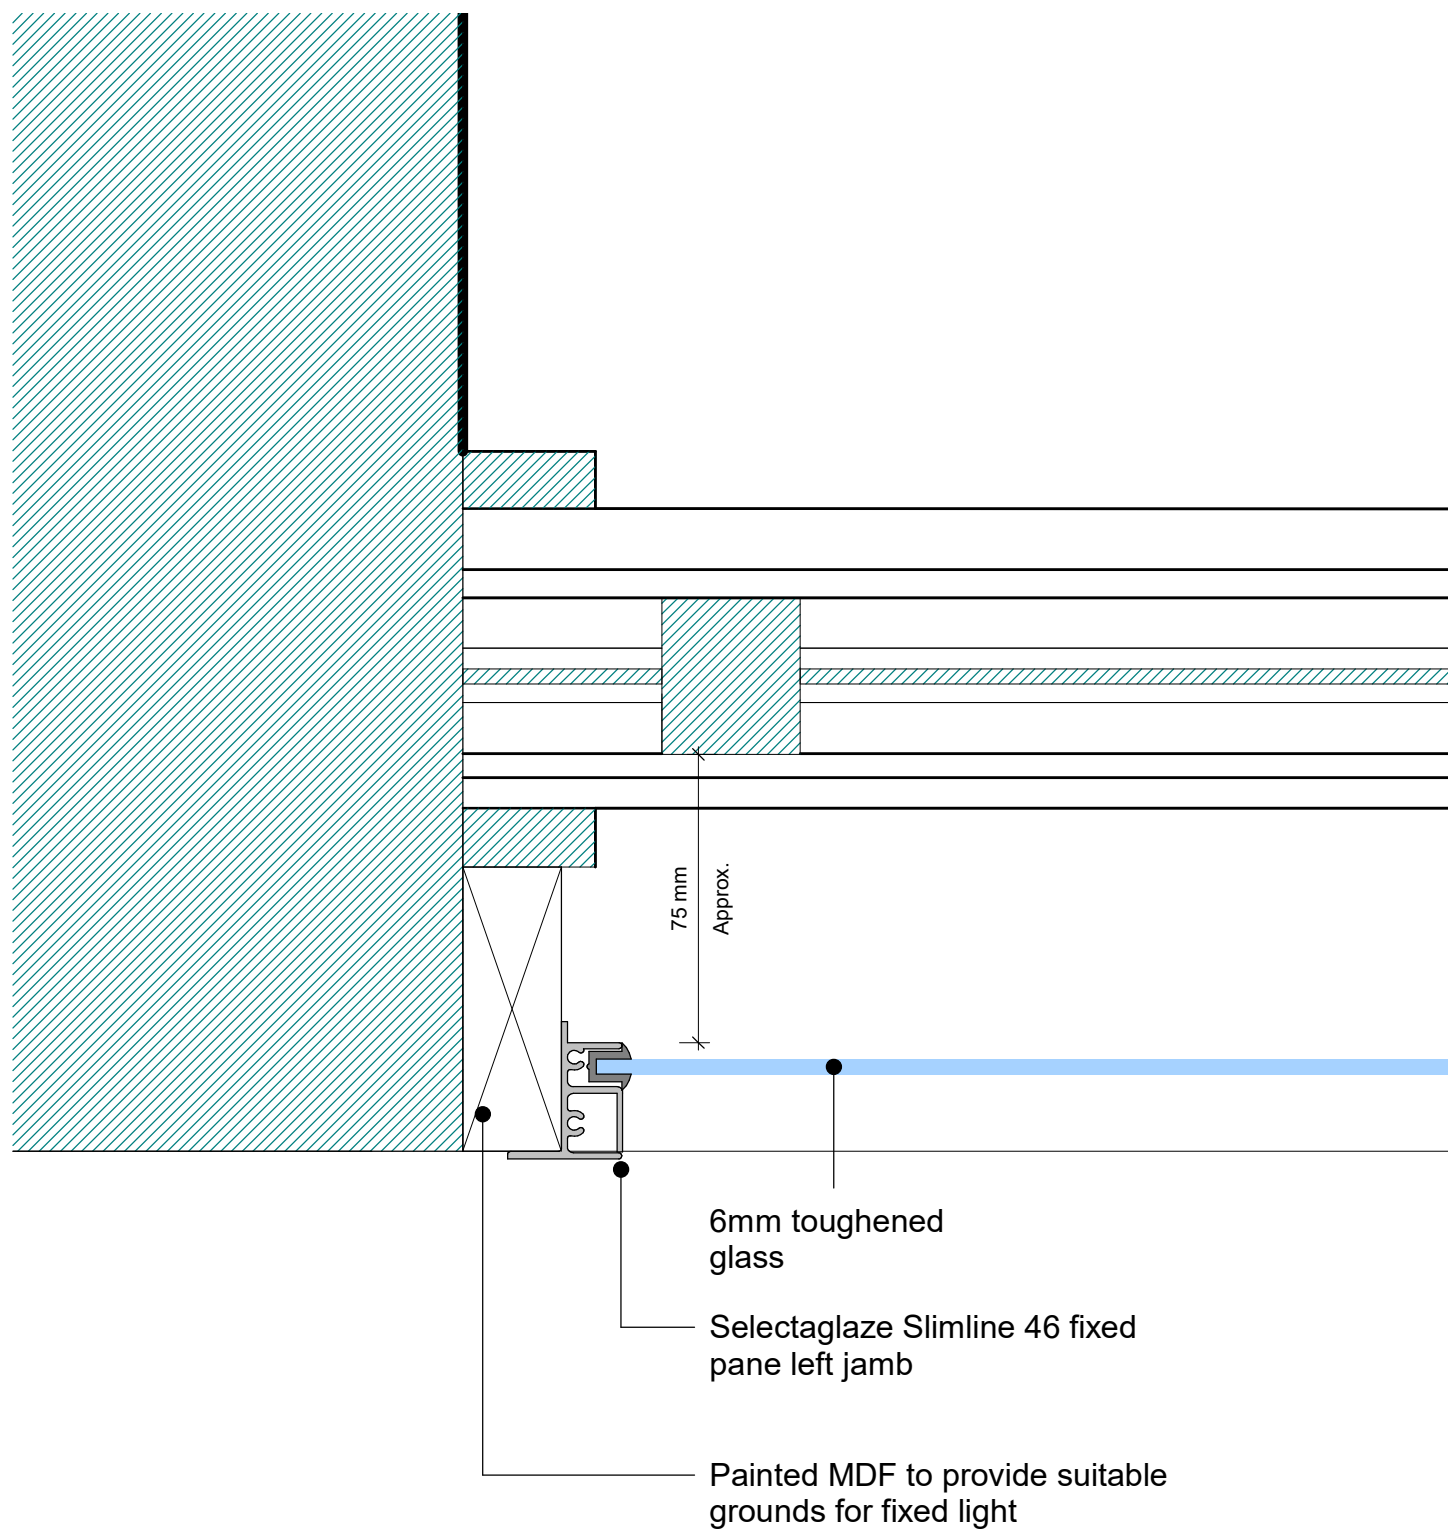 75 mm
Approx.
6mm toughened
glass
Selectaglaze Slimline 46 fixed
pane left jamb
Painted MDF to provide suitable
grounds for fixed light